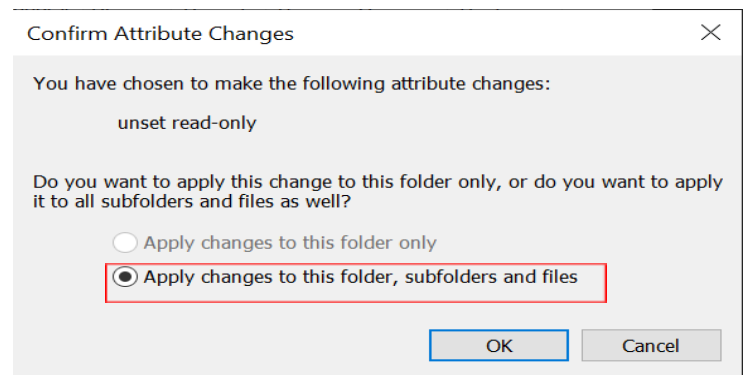 Confirm Attribute Changes
You have chosen to make the following attribute changes:
unset read-only
Do you want to apply this change to this folder only, or do you want to apply
it to all subfolders and files as well?
Apply changes to this folder only
Apply changes to this folder, subfolders and files
OK
Cancel